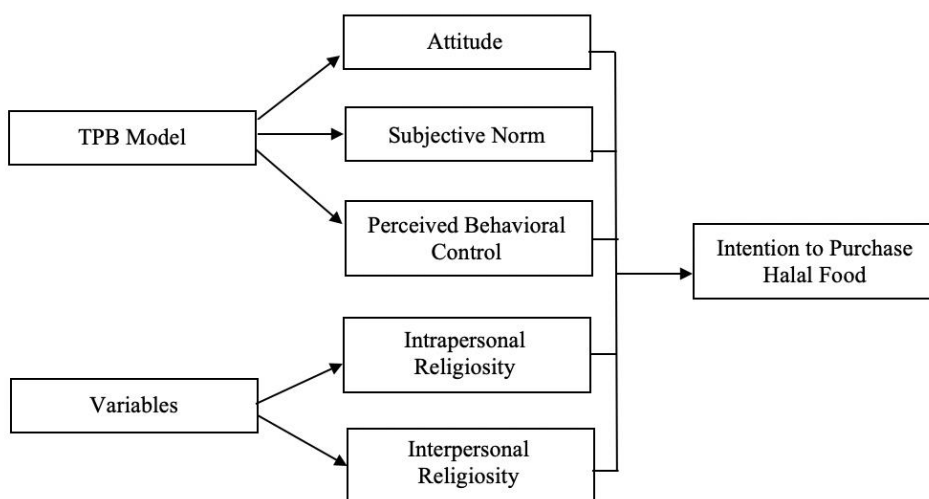 Attitude
TPB Model
Subjective Norm
Perceived Behavioral
Control
Intention to Purchase
Halal Food
Intrapersonal
Religiosity
Variables
Interpersonal
Religiosity